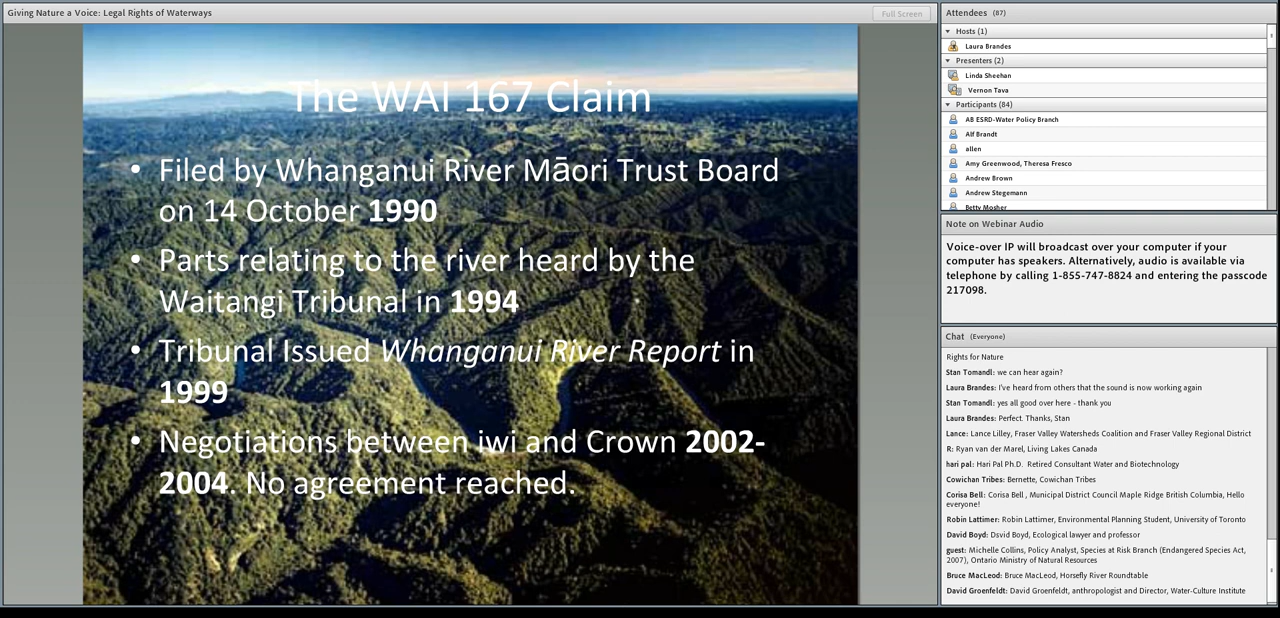 Giving Nature a Voice: Legal Rights of Waterways
Full Screen
The WAI 167 Claim
• Filed by Whanganui River Māori Trust Board
on 14 October 1990
• Parts relating to the river heard by the
Waitangi Tribunal in 1994
• Tribunal Issued Whanganui River Report in
1999
• Negotiations between iwi and Crown 2002-
2004. No agreement reached.
Attendees (87)
Hosts (1)
Laura Brandes
Presenters (2)
Linda Sheehan
Vernon Tava
Participants (84)
AB ESRD-Water Policy Branch
Alf Brandt
allen
Amy Greenwood, Theresa Fresco
Andrew Brown
Andrew Stegemann
Betty Mosher
Note on Webinar Audio
Voice-over IP will broadcast over your computer if your
computer has speakers. Alternatively, audio is available via
telephone by calling 1-855-747-8824 and entering the passcode
217098.
Chat (Everyone)
Rights for Nature
Stan Tomandl: we can hear again?
Laura Brandes: I've heard from others that the sound is now working again
Stan Tomandl: yes all good over here - thank you
Laura Brandes: Perfect. Thanks, Stan
Lance: Lance Lilley, Fraser Valley Watersheds Coalition and Fraser Valley Regional District
R: Ryan van der Marel, Living Lakes Canada
hari pal: Hari Pal Ph.D. Retired Consultant Water and Biotechnology
Cowichan Tribes: Bernette, Cowichan Tribes
Corisa Bell: Corisa Bell , Municipal District Council Maple Ridge British Columbia, Hello
everyone!
Robin Lattimer: Robin Lattimer, Environmental Planning Student, University of Toronto
David Boyd: Dsvid Boyd, Ecological lawyer and professor
guest: Michelle Collins, Policy Analyst, Species at Risk Branch (Endangered Species Act,
2007), Ontario Ministry of Natural Resources
Bruce MacLeod: Bruce MacLeod, Horsefly River Roundtable
David Groenfeldt: David Groenfeldt, anthropologist and Director, Water-Culture Institute